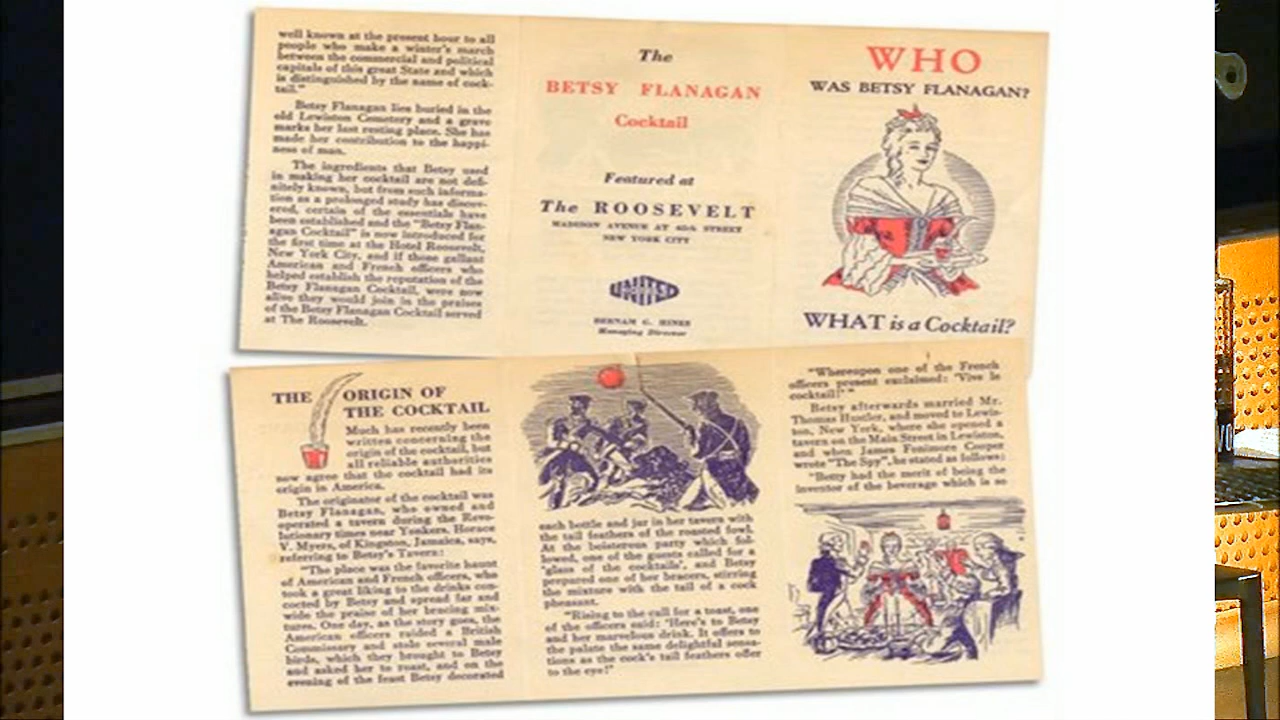 well known at the present hour to all
people who make a winter's march
between the commercial and political
capitals of this great State and which
is distinguished by the name of cock-
tail."
Betsy Flanagan lies buried in the
old Lewiston Cemetery and a grave
marks her last resting place. She has
made her contribution to the happi-
ness of man.
The ingredients that Betsy used
in making her cocktail are not defi-
nitely known, but from such informa-
tion as a prolonged study has discov-
ered, certain of the essentials have
been established and the "Betsy Flan-
agan Cocktail" is now introduced for
the first time at the Hotel Roosevelt,
New York City, and if those gallant
American and French officers who
helped establish the reputation of the
Betsy Flanagan Cocktail, were now
alive they would join in the praises
of the Betsy Flanagan Cocktail served
at The Roosevelt.
The
BETSY FLANAGAN
Cocktail
Featured at
The ROOSEVELT
MADISON AVENUE AT 45th STREET
NEW YORK CITY
UNITED
BERNAM G. HINES
Managing Director
WHO
WAS BETSY FLANAGAN?
WHAT is a Cocktail?
THE ORIGIN OF
THE COCKTAIL
Much has recently been
written concerning the
origin of the cocktail, but
all reliable authorities
now agree that the cocktail had its
origin in America.
The originator of the cocktail was
Betsy Flanagan, who owned and
operated a tavern during the Revo-
lutionary times near Yonkers. Horace
V. Myers, of Kingston, Jamaica, says,
referring to Betsy's Tavern:
"The place was the favorite haunt
of American and French officers, who
took a great liking to the drinks con-
cocted by Betsy and spread far and
wide the praise of her bracing mix-
tures. One day, as the story goes, the
American officers raided a British
Commissary and stole several male
birds, which they brought to Betsy
and asked her to roast, and on the
evening of the feast Betsy decorated
each bottle and jar in her tavern with
the tail feathers of the roasted fowl.
At the boisterous party which fol-
lowed, one of the guests called for a
'glass of the cocktails', and Betsy
prepared one of her bracers, stirring
the mixture with the tail of a cock
pheasant.
"Rising to the call for a toast, one
of the officers said: 'Here's to Betsy
and her marvelous drink. It offers to
the palate the same delightful sensa-
tions as the cock's tail feathers offer
to the eye!'
"Whereupon one of the French
officers present exclaimed: 'Vive le
cocktail!'"
Betsy afterwards married Mr.
Thomas Hustler, and moved to Lewis-
ton, New York, where she opened a
tavern on the Main Street in Lewiston,
and when James Fenimore Cooper
wrote "The Spy", he stated as follows:
"Betsy had the merit of being the
inventor of the beverage which is so
VO